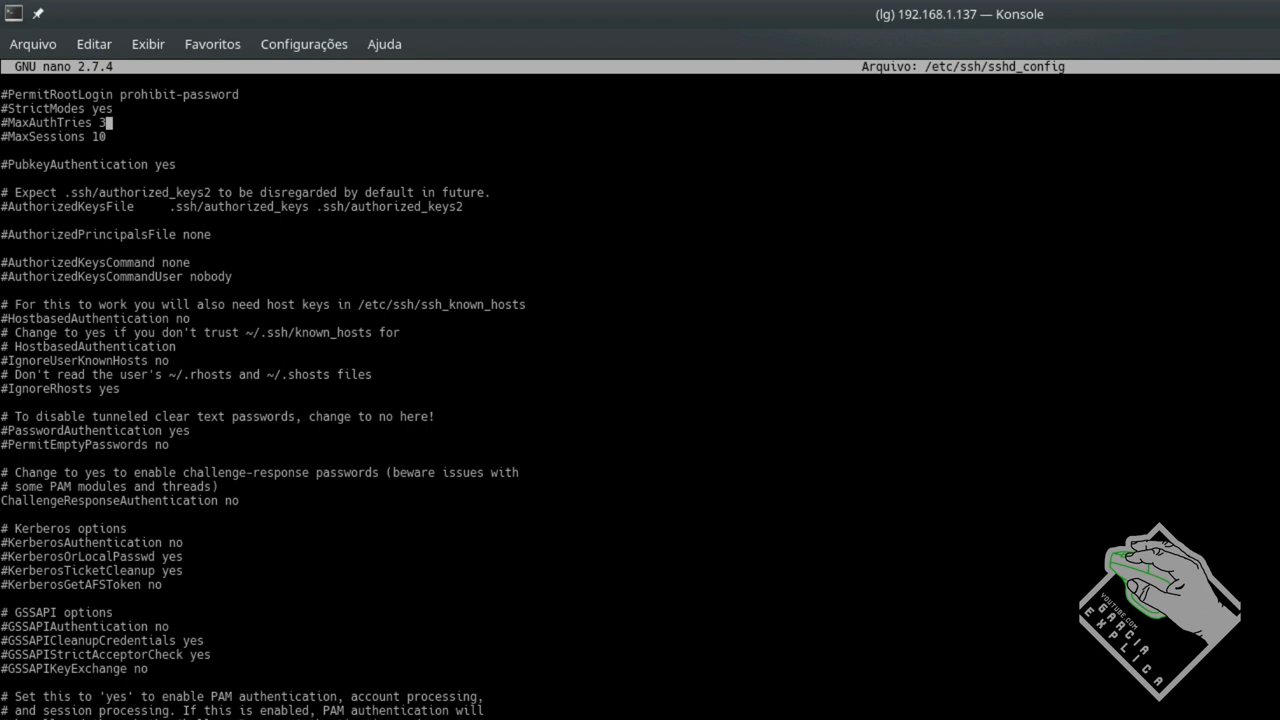 (lg) 192.168.1.137 — Konsole
Arquivo Editar Exibir Favoritos Configurações Ajuda
GNU nano 2.7.4 Arquivo: /etc/ssh/sshd_config
#PermitRootLogin prohibit-password
#StrictModes yes
#MaxAuthTries 3
#MaxSessions 10
#PubkeyAuthentication yes
# Expect .ssh/authorized_keys2 to be disregarded by default in future.
#AuthorizedKeysFile .ssh/authorized_keys .ssh/authorized_keys2
#AuthorizedPrincipalsFile none
#AuthorizedKeysCommand none
#AuthorizedKeysCommandUser nobody
# For this to work you will also need host keys in /etc/ssh/ssh_known_hosts
#HostbasedAuthentication no
# Change to yes if you don't trust ~/.ssh/known_hosts for
# HostbasedAuthentication
#IgnoreUserKnownHosts no
# Don't read the user's ~/.rhosts and ~/.shosts files
#IgnoreRhosts yes
# To disable tunneled clear text passwords, change to no here!
#PasswordAuthentication yes
#PermitEmptyPasswords no
# Change to yes to enable challenge-response passwords (beware issues with
# some PAM modules and threads)
ChallengeResponseAuthentication no
# Kerberos options
#KerberosAuthentication no
#KerberosOrLocalPasswd yes
#KerberosTicketCleanup yes
#KerberosGetAFSToken no
# GSSAPI options
#GSSAPIAuthentication no
#GSSAPICleanupCredentials yes
#GSSAPIStrictAcceptorCheck yes
#GSSAPIKeyExchange no
# Set this to 'yes' to enable PAM authentication, account processing,
# and session processing. If this is enabled, PAM authentication will
YOUTUBE.COM
GARCIA
EXPLICA